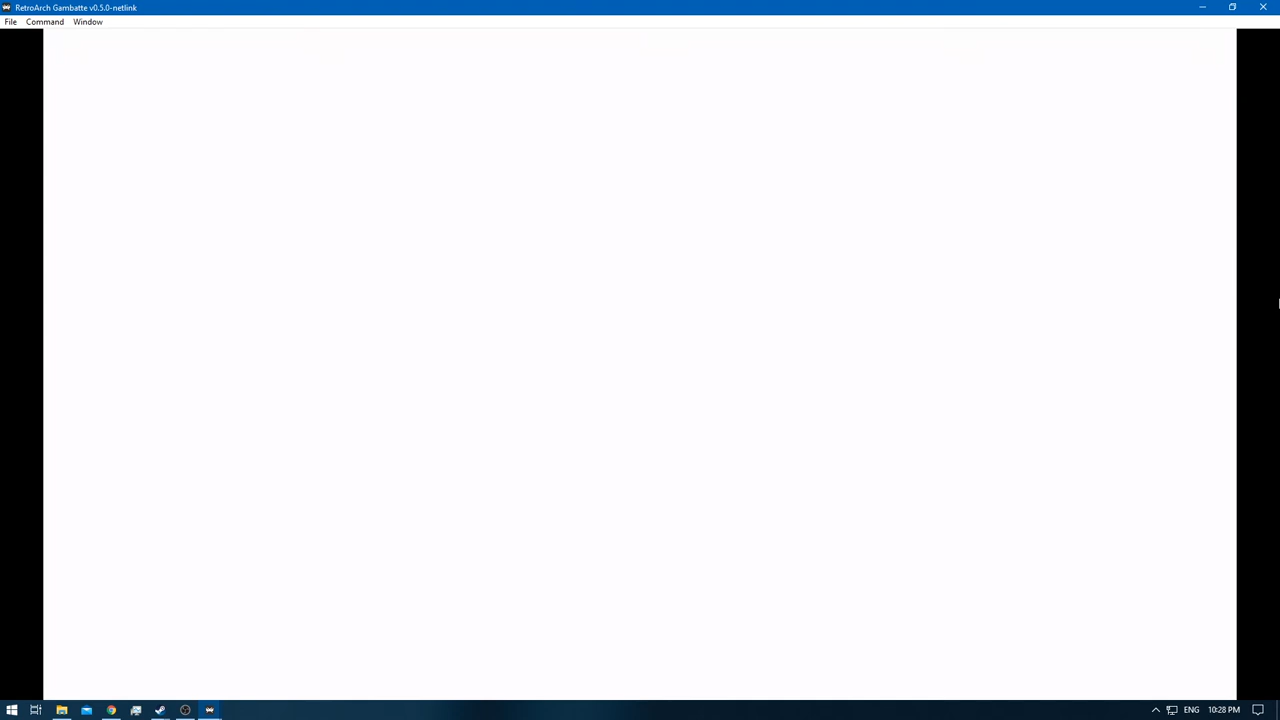 RetroArch Gambatte v0.5.0-netlink
File Command Window
ENG 10:28 PM